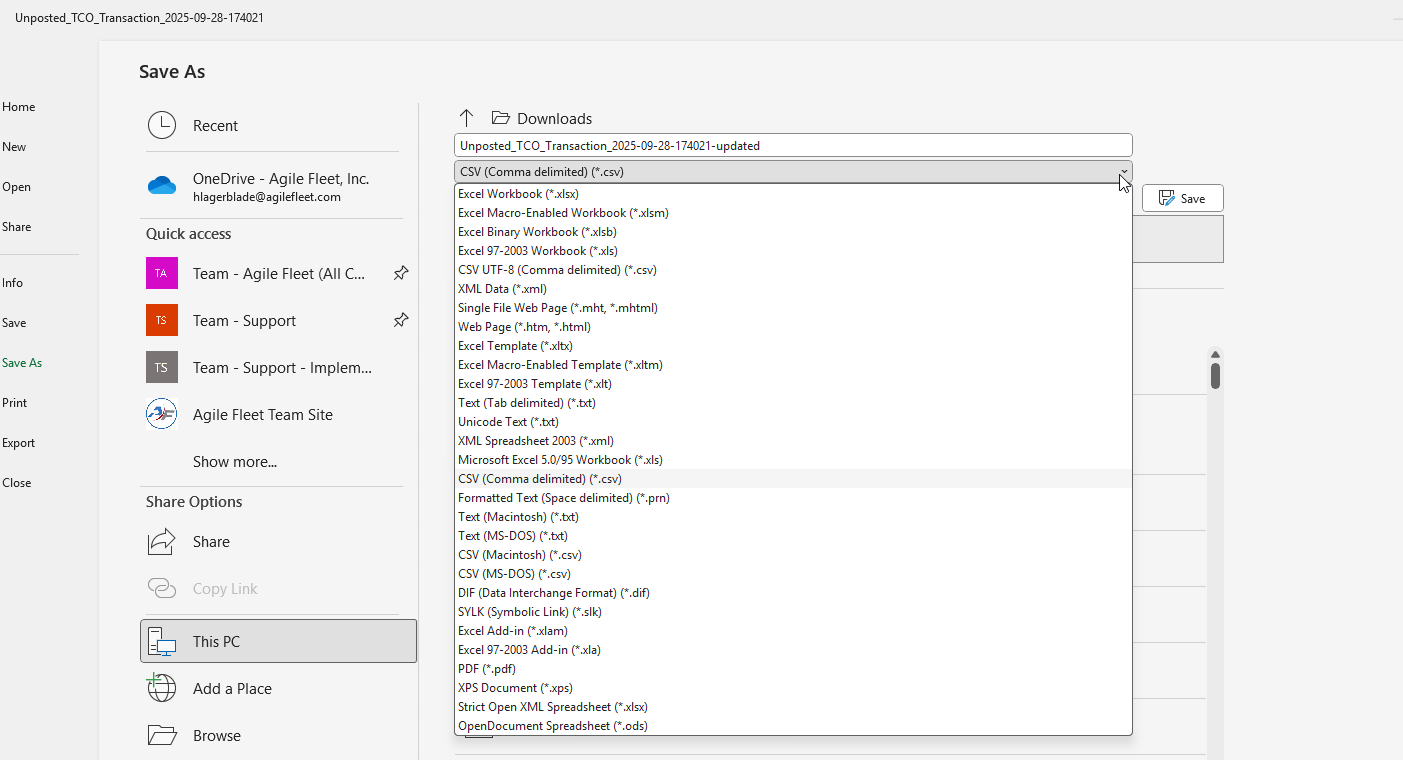 Unposted_TCO_Transaction_2025-09-28-174021
Home
New
Open
Share
Info
Save
Save As
Print
Export
Close
Save As
Recent
OneDrive - Agile Fleet, Inc.
hlagerblade@agilefleet.com
Quick access
TA
Team - Agile Fleet (All C...
TS
Team - Support
TS
Team - Support - Implem...
Agile Fleet Team Site
Show more...
Share Options
Share
Copy Link
This PC
Add a Place
Browse
Downloads
Unposted_TCO_Transaction_2025-09-28-174021-updated
CSV (Comma delimited) (*.csv)
Save
Excel Workbook (*.xlsx)
Excel Macro-Enabled Workbook (*.xlsm)
Excel Binary Workbook (*.xlsb)
Excel 97-2003 Workbook (*.xls)
CSV UTF-8 (Comma delimited) (*.csv)
XML Data (*.xml)
Single File Web Page (*.mht, *.mhtml)
Web Page (*.htm, *.html)
Excel Template (*.xltx)
Excel Macro-Enabled Template (*.xltm)
Excel 97-2003 Template (*.xlt)
Text (Tab delimited) (*.txt)
Unicode Text (*.txt)
XML Spreadsheet 2003 (*.xml)
Microsoft Excel 5.0/95 Workbook (*.xls)
CSV (Comma delimited) (*.csv)
Formatted Text (Space delimited) (*.prn)
Text (Macintosh) (*.txt)
Text (MS-DOS) (*.txt)
CSV (Macintosh) (*.csv)
CSV (MS-DOS) (*.csv)
DIF (Data Interchange Format) (*.dif)
SYLK (Symbolic Link) (*.slk)
Excel Add-in (*.xlam)
Excel 97-2003 Add-in (*.xla)
PDF (*.pdf)
XPS Document (*.xps)
Strict Open XML Spreadsheet (*.xlsx)
OpenDocument Spreadsheet (*.ods)